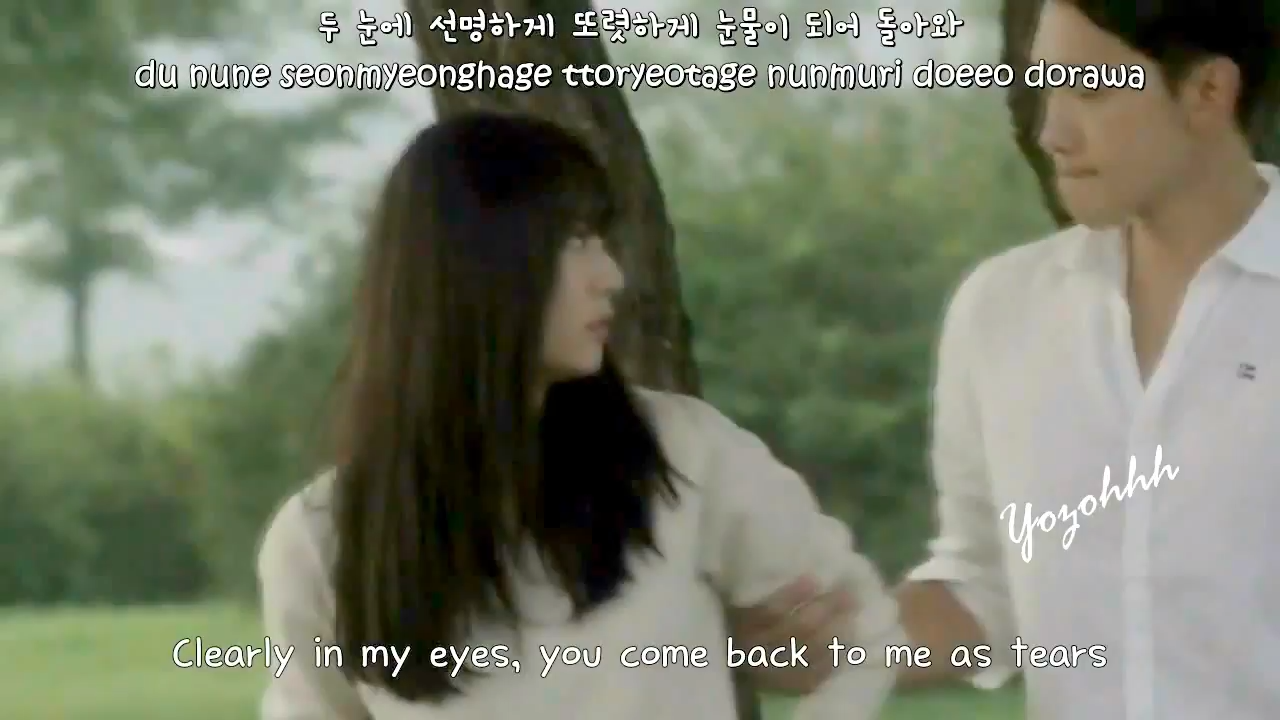 두 눈에 선명하게 또렷하게 눈물이 되어 돌아와
du nune seonmyeonghage ttoryeotage nunmuri doeeo dorawa
Yozohhh
Clearly in my eyes, you come back to me as tears